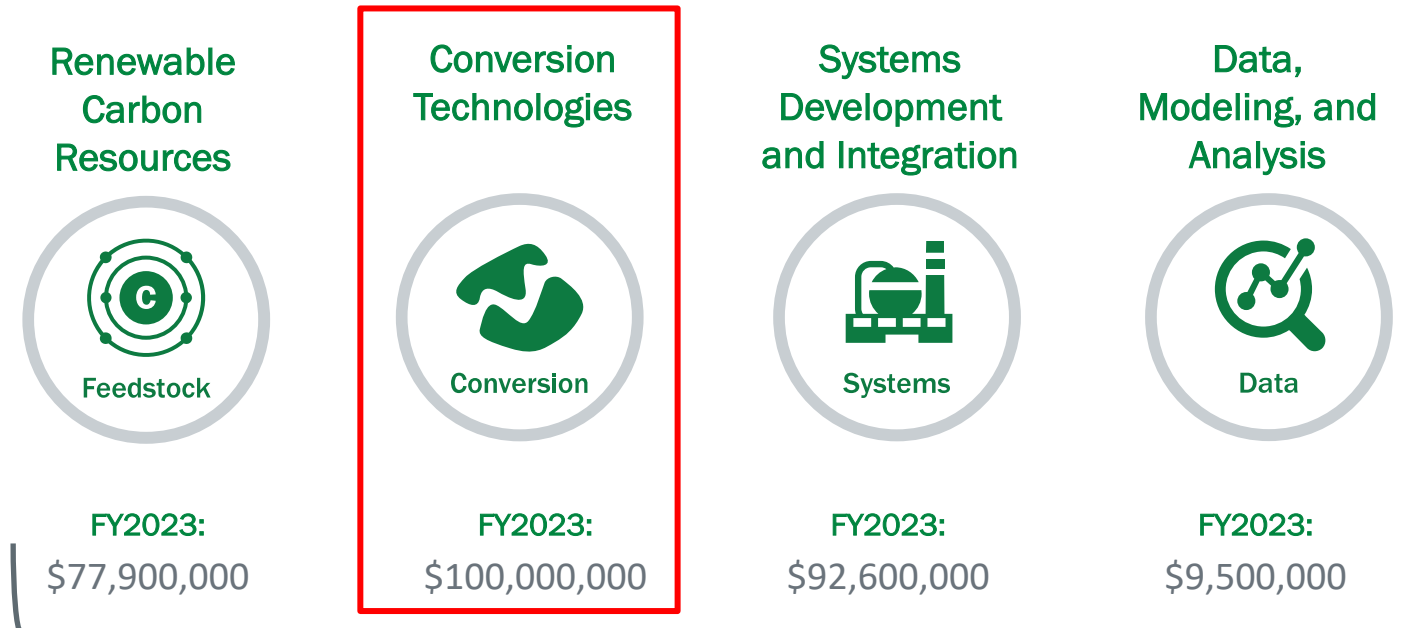 Renewable
Carbon
Resources
C
Feedstock
FY2023:
$77,900,000
Conversion
Technologies
Conversion
FY2023:
$100,000,000
Systems
Development
and Integration
Systems
FY2023:
$92,600,000
Data,
Modeling, and
Analysis
Data
FY2023:
$9,500,000